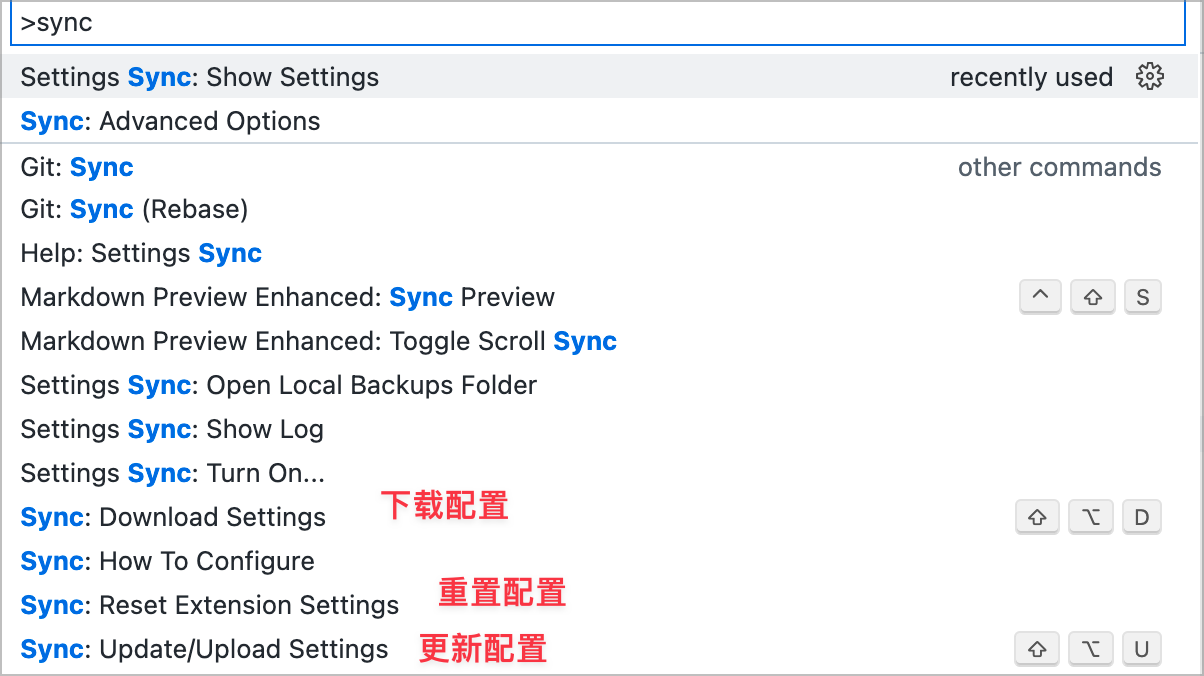 >sync
Settings Sync: Show Settings recently used
Sync: Advanced Options
Git: Sync other commands
Git: Sync (Rebase)
Help: Settings Sync
Markdown Preview Enhanced: Sync Preview ^ ⇧ S
Markdown Preview Enhanced: Toggle Scroll Sync
Settings Sync: Open Local Backups Folder
Settings Sync: Show Log
Settings Sync: Turn On...
Sync: Download Settings 下载配置 ⇧ ⌥ D
Sync: How To Configure
Sync: Reset Extension Settings 重置配置
Sync: Update/Upload Settings 更新配置 ⇧ ⌥ U